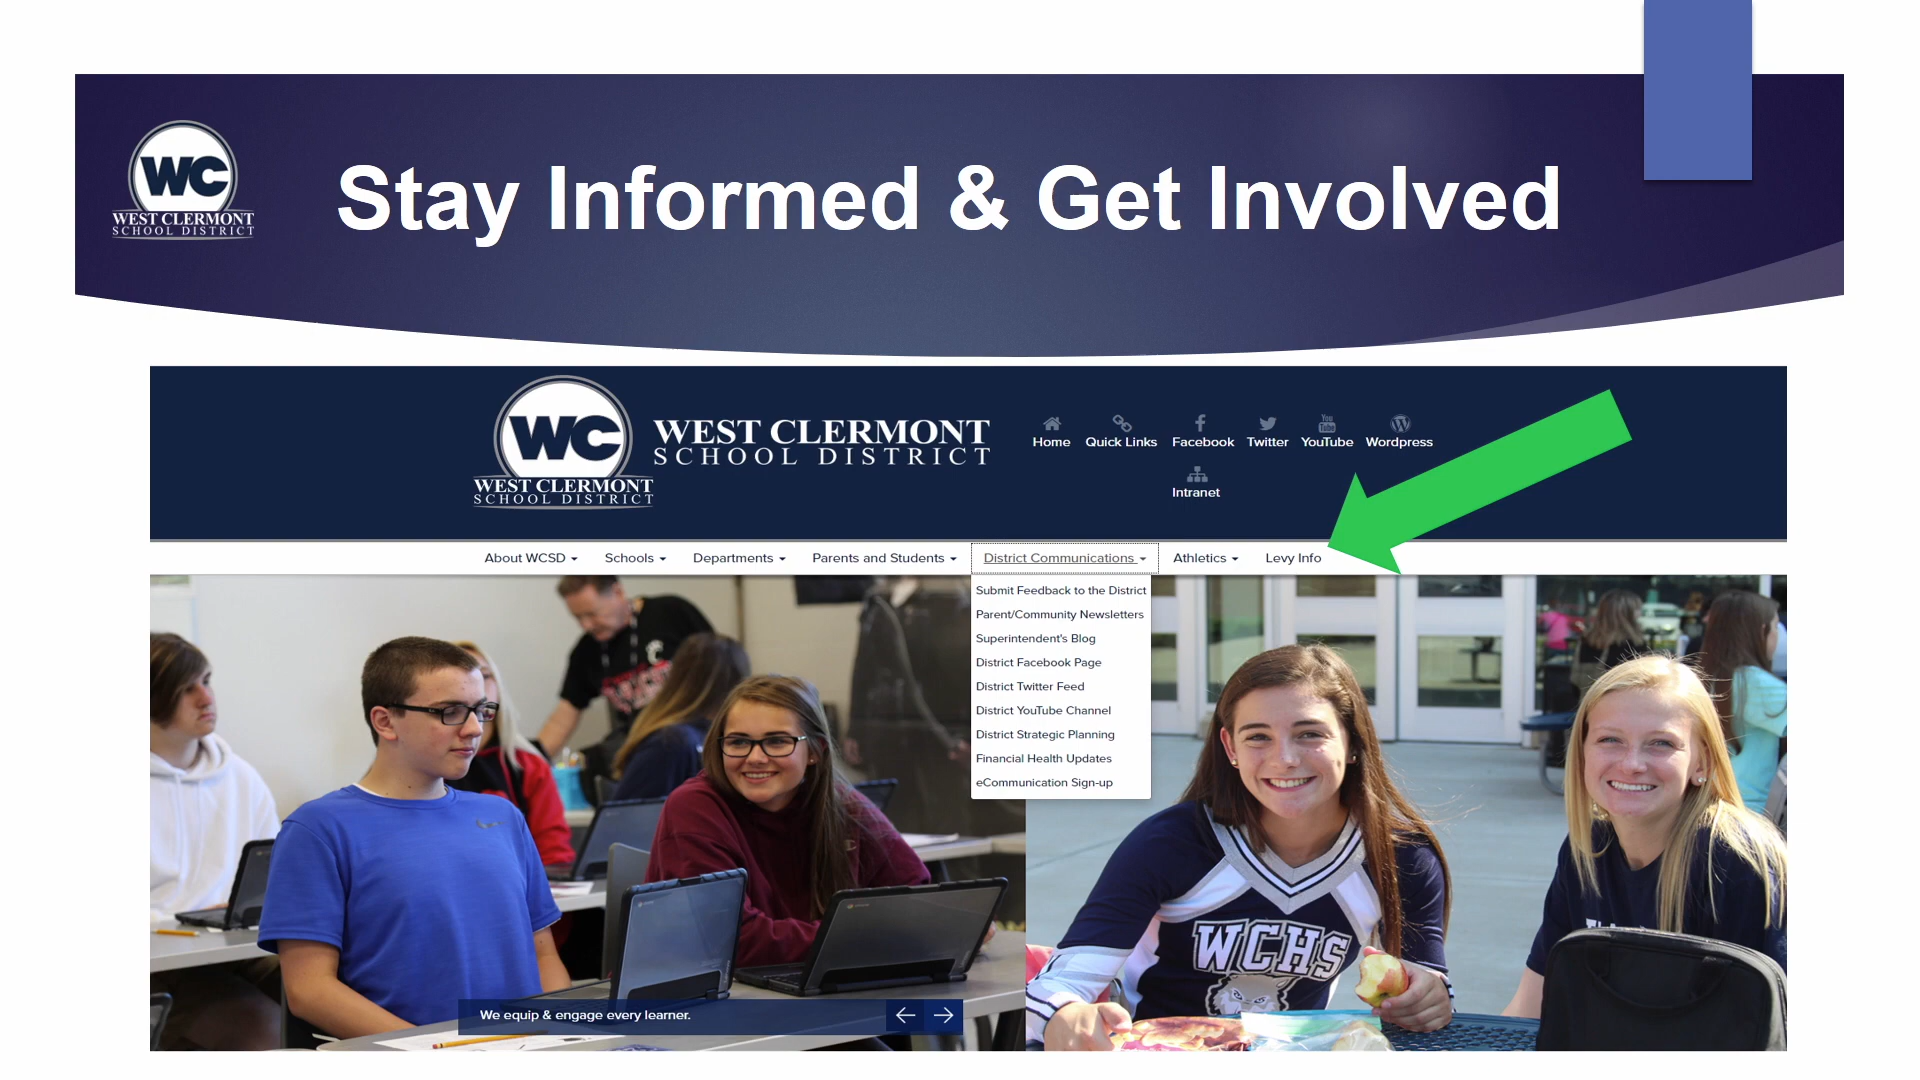 WC
WEST CLERMONT
SCHOOL DISTRICT
Stay Informed & Get Involved
WC
WEST CLERMONT
SCHOOL DISTRICT
WEST CLERMONT
SCHOOL DISTRICT
Home Quick Links Facebook Twitter YouTube Wordpress
Intranet
About WCSD Schools Departments Parents and Students District Communications Athletics Levy Info
Submit Feedback to the District
Parent/Community Newsletters
Superintendent's Blog
District Facebook Page
District Twitter Feed
District YouTube Channel
District Strategic Planning
Financial Health Updates
eCommunication Sign-up
WCHS
We equip & engage every learner.